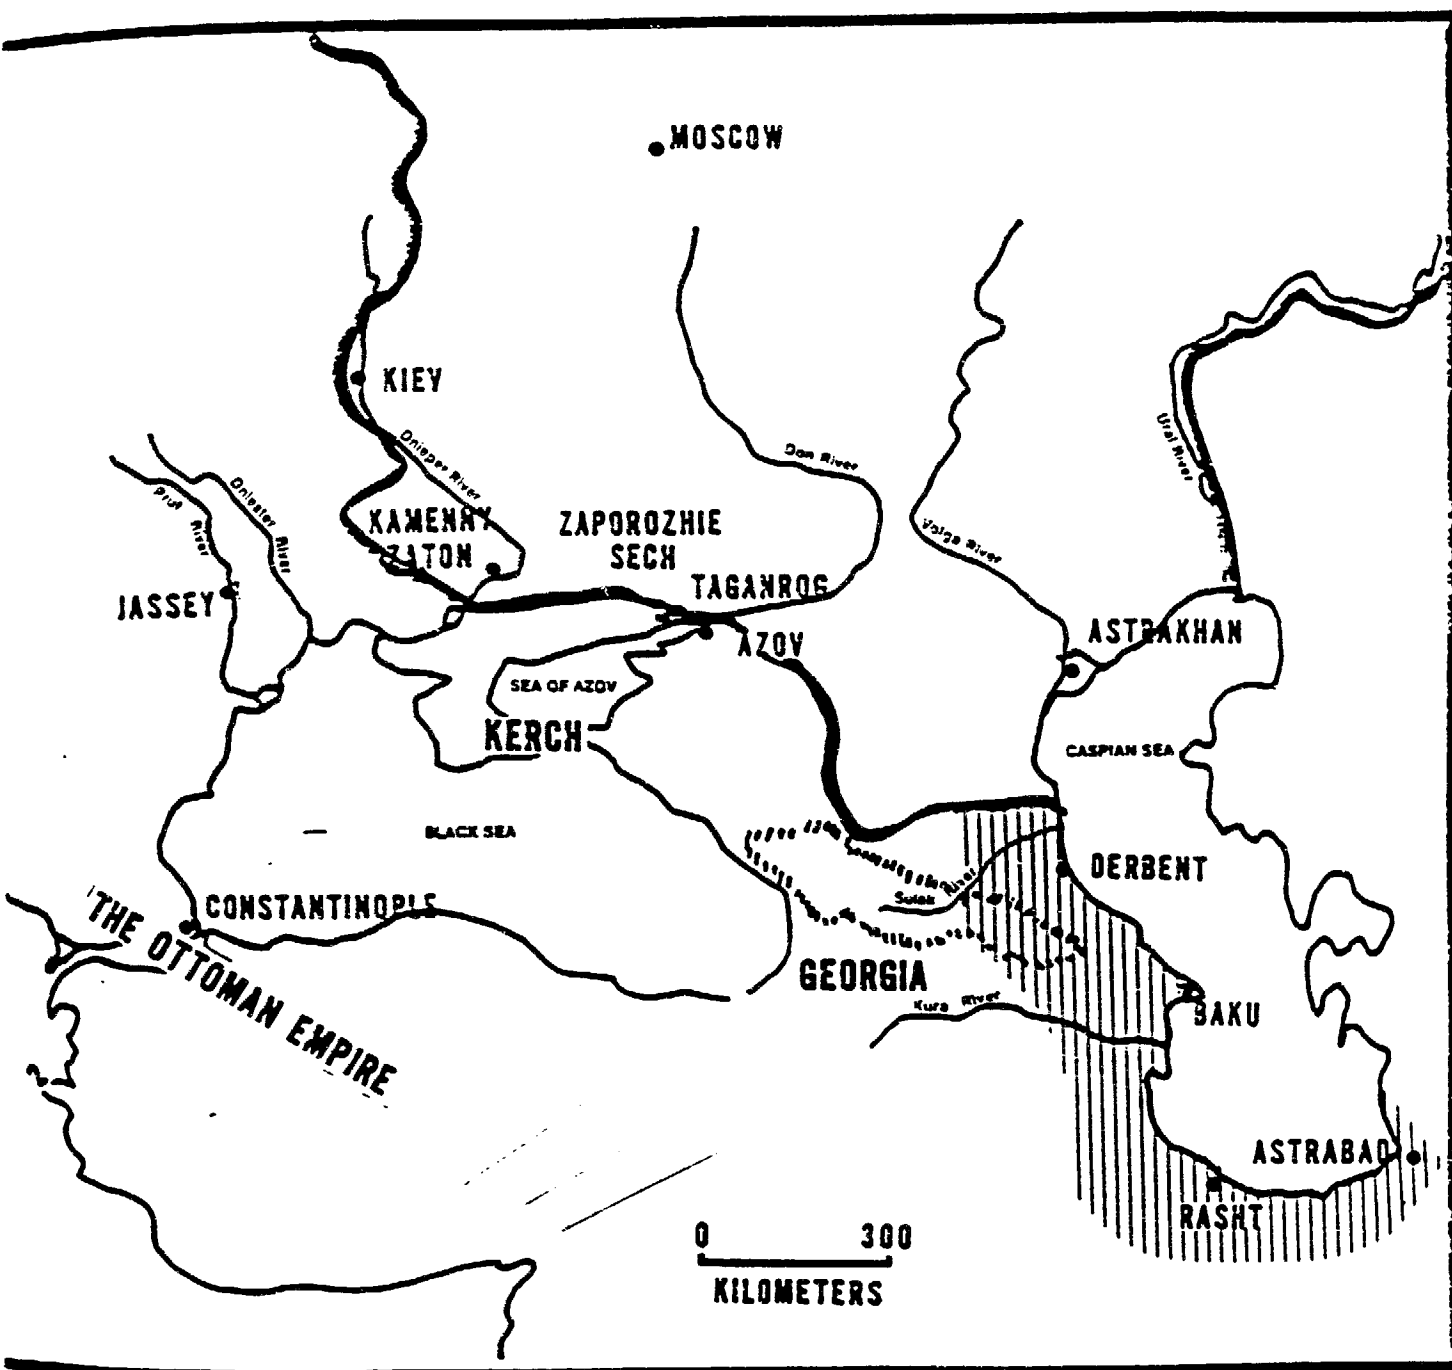 MOSCOW
KIEV
Dnieper River
Don River
Ural River
Prut
River
Dniester
River
KAMENNY
ZATON
ZAPOROZHIE
SECH
Volga River
JASSEY
TAGANROG
ASTRAKHAN
AZOV
SEA OF AZOV
KERCH
CASPIAN SEA
BLACK SEA
DERBENT
Sulak River
CONSTANTINOPLE
THE OTTOMAN EMPIRE
GEORGIA
Kura River
BAKU
ASTRABAD
RASHT
0 300
KILOMETERS